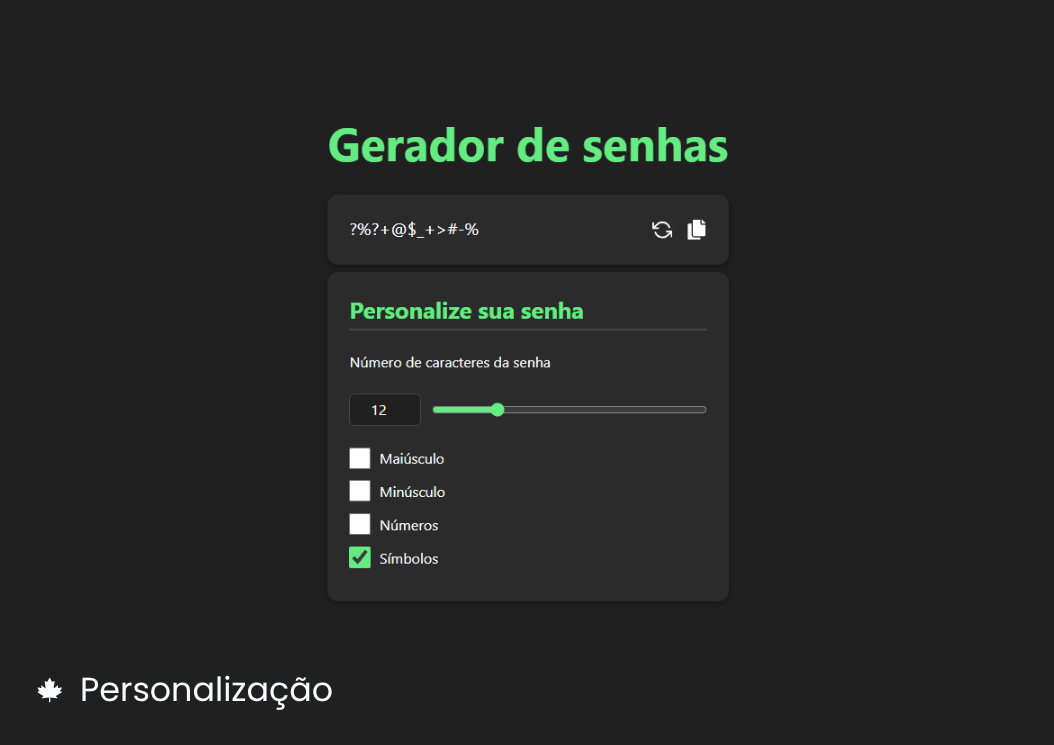 Gerador de senhas
?%?+@$_+>#-%
Personalize sua senha
Número de caracteres da senha
12
Maiúsculo
Minúsculo
Números
Símbolos
Personalização